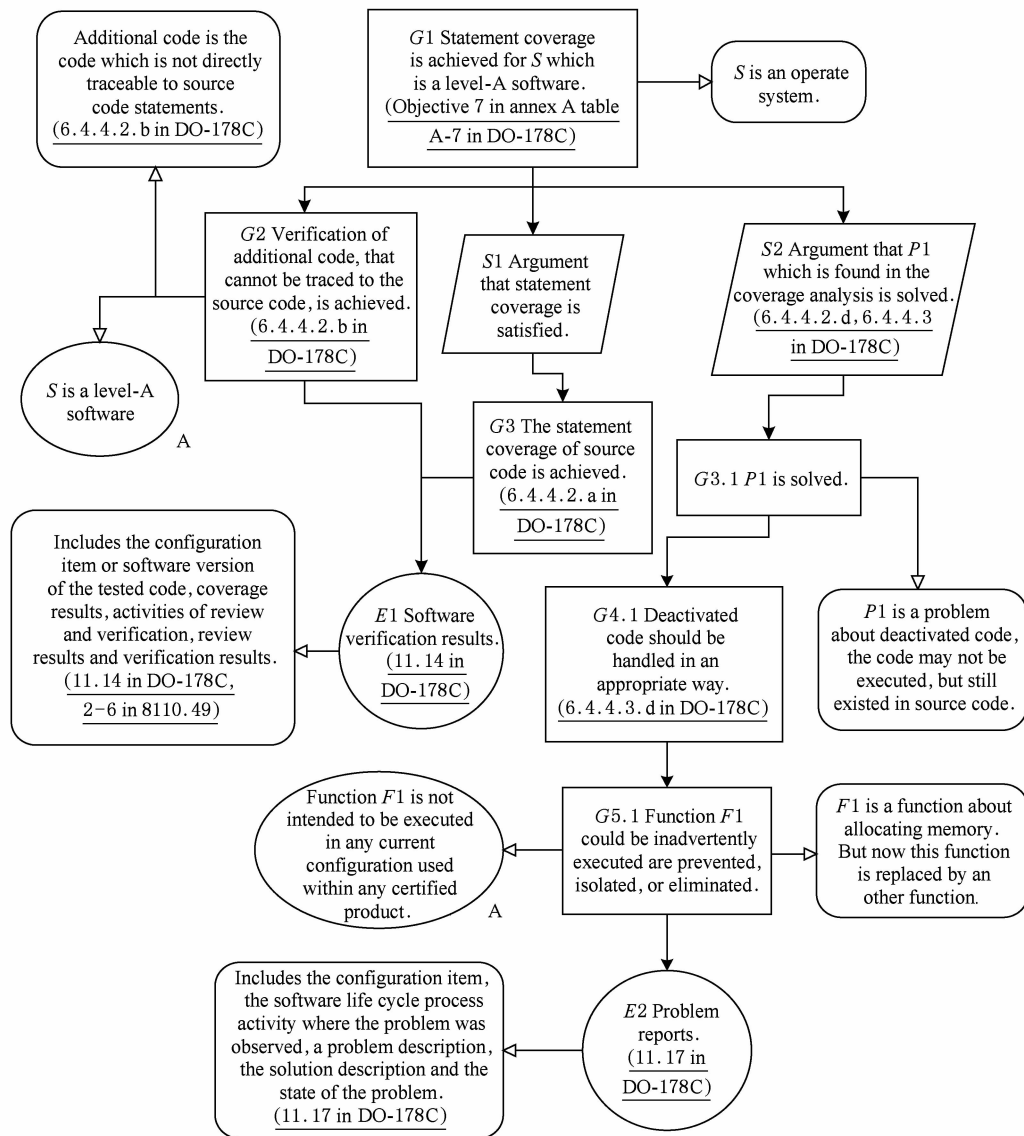 Additional code is the
code which is not directly
traceable to source
code statements.
(6.4.4.2.b in DO-178C)
G1 Statement coverage
is achieved for S which
is a level-A software.
(Objective 7 in annex A table
A-7 in DO-178C)
S is an operate
system.
G2 Verification of
additional code, that
cannot be traced to the
source code, is achieved.
(6.4.4.2.b in
DO-178C)
S1 Argument
that statement
coverage is
satisfied.
S2 Argument that P1
which is found in the
coverage analysis is solved.
(6.4.4.2.d, 6.4.4.3
in DO-178C)
S is a level-A
software
A
G3 The statement
coverage of source
code is achieved.
(6.4.4.2.a in
DO-178C)
G3.1 P1 is solved.
Includes the configuration
item or software version
of the tested code, coverage
results, activities of review
and verification, review
results and verification results.
(11.14 in DO-178C,
2-6 in 8110.49)
E1 Software
verification results.
(11.14 in
DO-178C)
G4.1 Deactivated
code should be
handled in an
appropriate way.
(6.4.4.3.d in DO-178C)
P1 is a problem
about deactivated code,
the code may not be
executed, but still
existed in source code.
Function F1 is not
intended to be executed
in any current
configuration used
within any certified
product.
A
G5.1 Function F1
could be inadvertently
executed are prevented,
isolated, or eliminated.
F1 is a function about
allocating memory.
But now this function
is replaced by an
other function.
Includes the configuration item,
the software life cycle process
activity where the problem was
observed, a problem description,
the solution description and the
state of the problem.
(11.17 in DO-178C)
E2 Problem
reports.
(11.17 in
DO-178C)